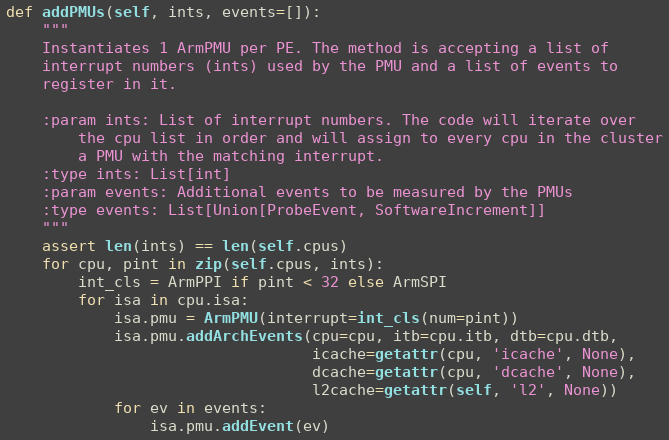 def addPMUs(self, ints, events=[]):
    """
    Instantiates 1 ArmPMU per PE. The method is accepting a list of
    interrupt numbers (ints) used by the PMU and a list of events to
    register in it.

    :param ints: List of interrupt numbers. The code will iterate over
        the cpu list in order and will assign to every cpu in the cluster
        a PMU with the matching interrupt.
    :type ints: List[int]
    :param events: Additional events to be measured by the PMUs
    :type events: List[Union[ProbeEvent, SoftwareIncrement]]
    """
    assert len(ints) == len(self.cpus)
    for cpu, pint in zip(self.cpus, ints):
        int_cls = ArmPPI if pint < 32 else ArmSPI
        for isa in cpu.isa:
            isa.pmu = ArmPMU(interrupt=int_cls(num=pint))
            isa.pmu.addArchEvents(cpu=cpu, itb=cpu.itb, dtb=cpu.dtb,
                                  icache=getattr(cpu, 'icache', None),
                                  dcache=getattr(cpu, 'dcache', None),
                                  l2cache=getattr(self, 'l2', None))
            for ev in events:
                isa.pmu.addEvent(ev)